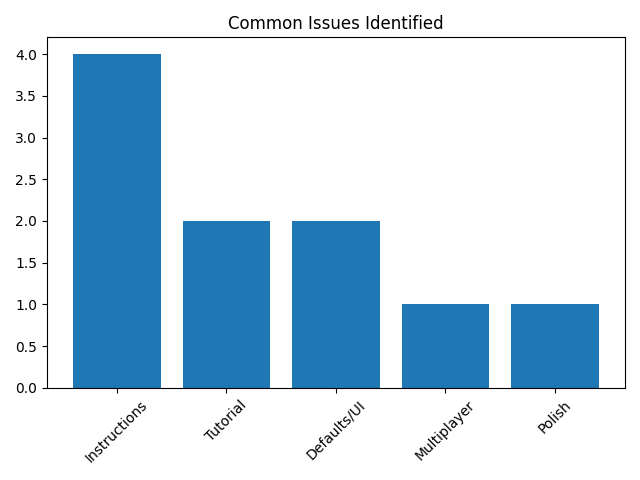 Common Issues Identified
4.0
3.5
3.0
2.5
2.0
1.5
1.0
0.5
0.0
Instructions
Tutorial
Defaults/UI
Multiplayer
Polish